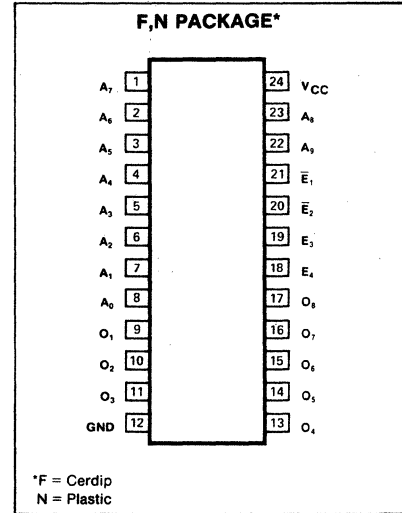 F,N PACKAGE*
A₇ 1 24 VCC
A₆ 2 23 A₈
A₅ 3 22 A₉
A₄ 4 21 E̅₁
A₃ 5 20 E̅₂
A₂ 6 19 E₃
A₁ 7 18 E₄
A₀ 8 17 O₈
O₁ 9 16 O₇
O₂ 10 15 O₆
O₃ 11 14 O₅
GND 12 13 O₄
*F = Cerdip
N = Plastic